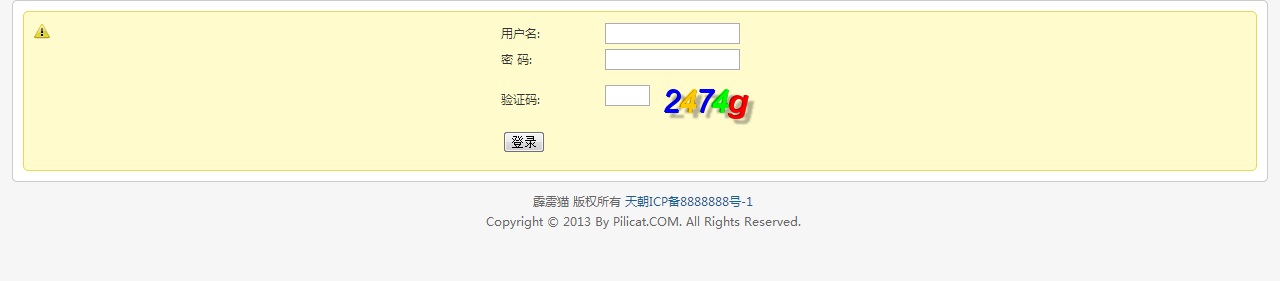 用户名:
密 码:
验证码: 2474g
登录
霹雳猫 版权所有 天朝ICP备8888888号-1
Copyright © 2013 By Pilicat.COM. All Rights Reserved.